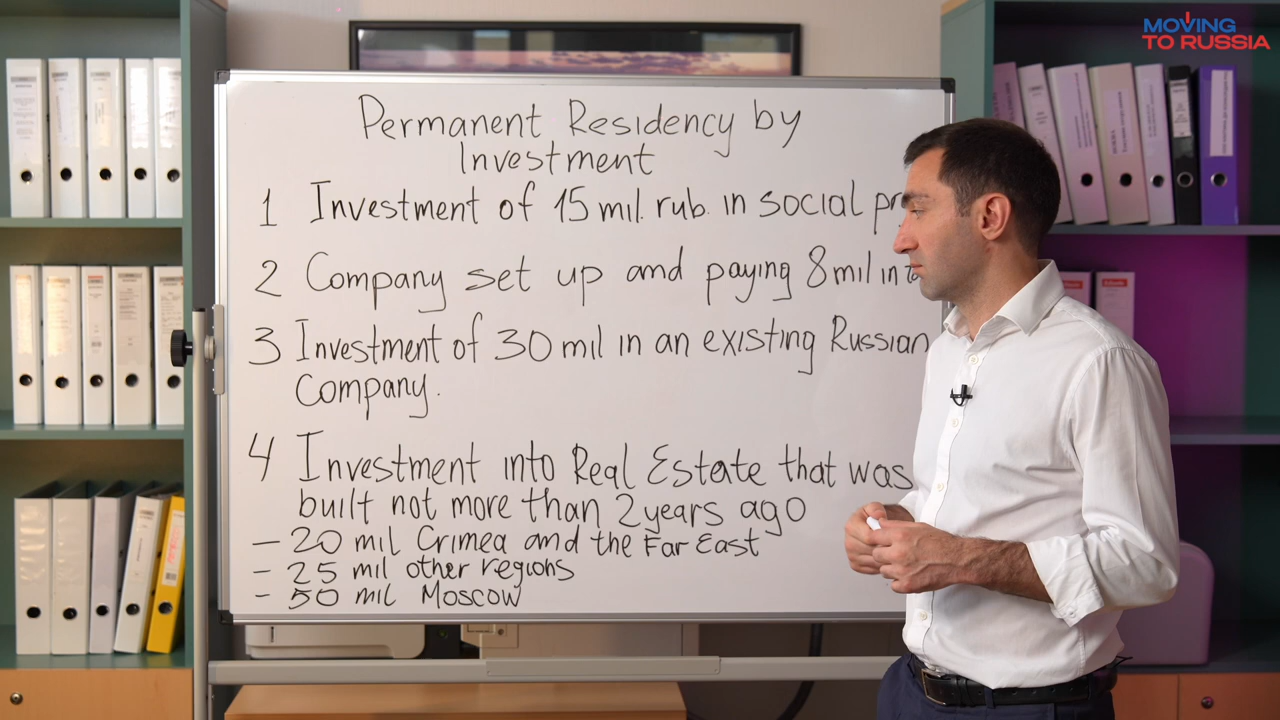 MOVING
TO RUSSIA
Permanent Residency by
Investment
1 Investment of 15 mil. rub. in social
2 Company set up and paying 8 mil in
3 Investment of 30 mil in an existing Russian
Company.
4 Investment into Real Estate that was
built not more than 2 years ago
- 20 mil Crimea and the Far East
- 25 mil other regions
- 50 mil Moscow